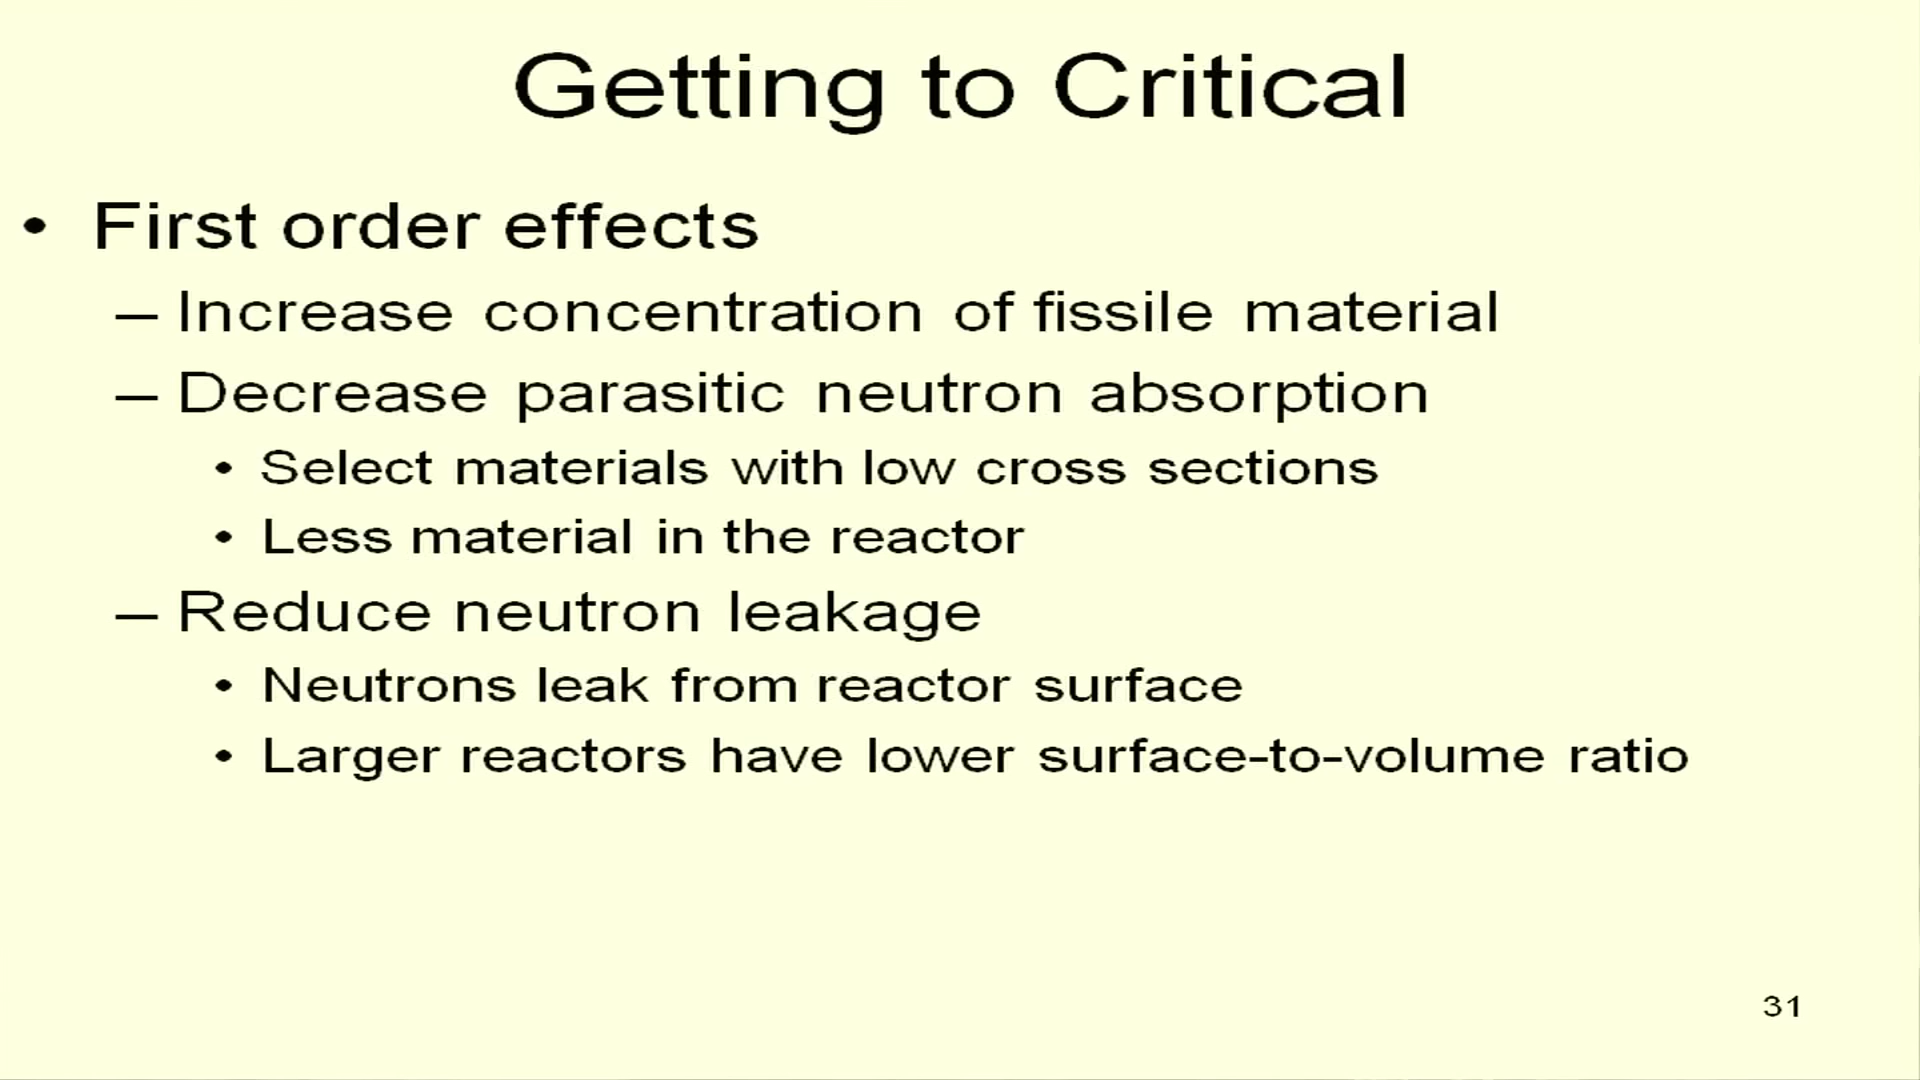 Getting to Critical
• First order effects
– Increase concentration of fissile material
– Decrease parasitic neutron absorption
• Select materials with low cross sections
• Less material in the reactor
– Reduce neutron leakage
• Neutrons leak from reactor surface
• Larger reactors have lower surface-to-volume ratio
31